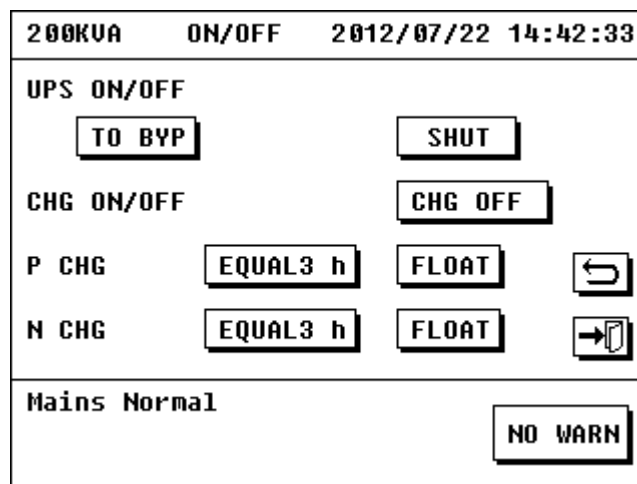 200KVA ON/OFF 2012/07/22 14:42:33
UPS ON/OFF
TO BYP SHUT
CHG ON/OFF CHG OFF
P CHG EQUAL3 h FLOAT
N CHG EQUAL3 h FLOAT
Mains Normal
NO WARN